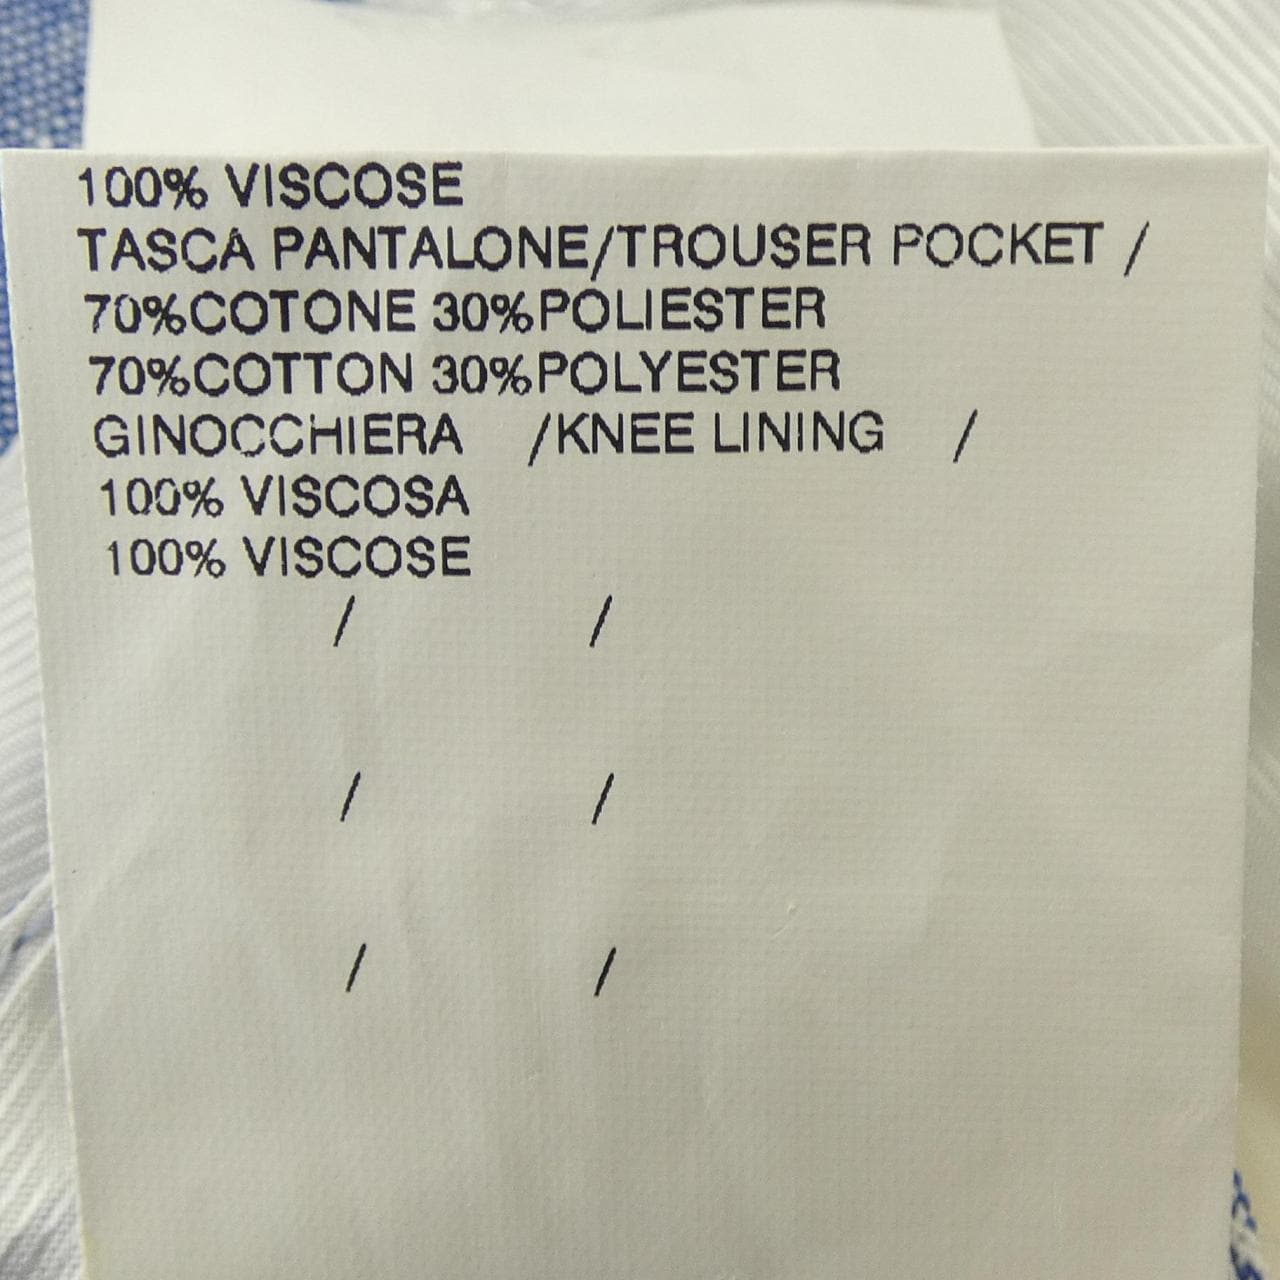 100% VISCOSE
TASCA PANTALONE/TROUSER POCKET /
70%COTONE 30%POLIESTER
70%COTTON 30%POLYESTER
GINOCCHIERA /KNEE LINING /
100% VISCOSA
100% VISCOSE
/ /
/ /
/ /